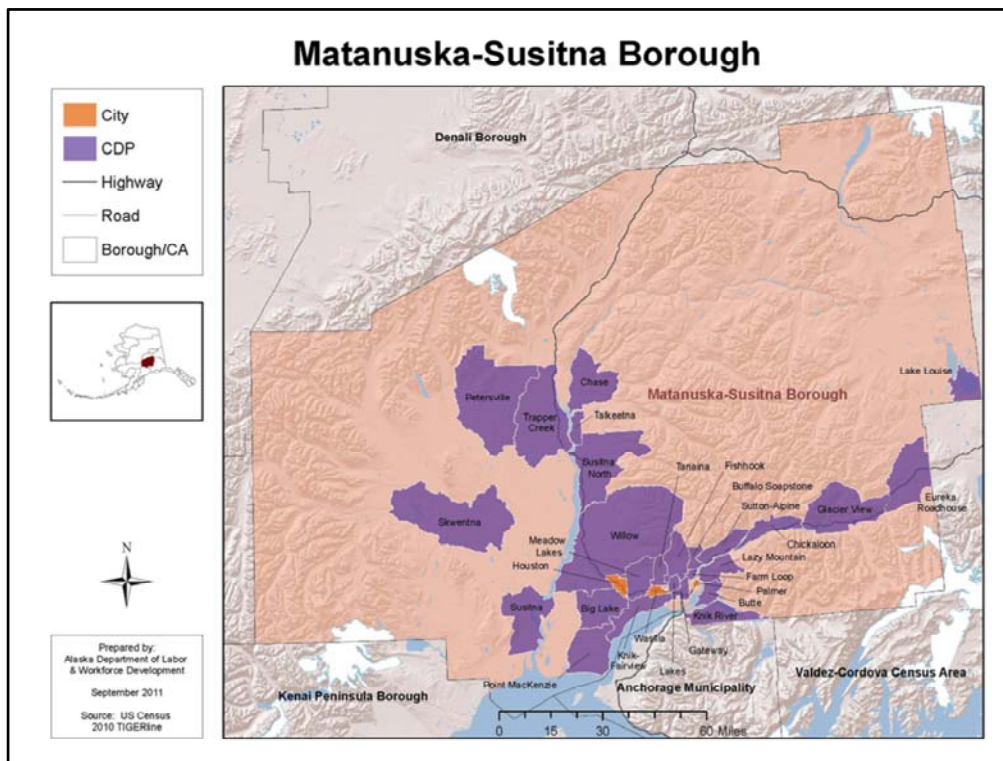 Matanuska-Susitna Borough
City
CDP
Highway
Road
Borough/CA
N
Prepared by:
Alaska Department of Labor
& Workforce Development
September 2011
Source: US Census
2010 TIGERline
Denali Borough
Lake Louise
Matanuska-Susitna Borough
Petersville
Chase
Trapper
Creek
Talkeetna
Susitna
North
Tanaina
Fishhook
Buffalo Soapstone
Sutton-Alpine
Glacier View
Eureka
Roadhouse
Skwentna
Willow
Chickaloon
Meadow
Lakes
Lazy Mountain
Houston
Farm Loop
Palmer
Susitna
Big Lake
Butte
Knik River
Wasilla
Gateway
Knik-
Fairview
Lakes
Point MacKenzie
Anchorage Municipality
Valdez-Cordova Census Area
Kenai Peninsula Borough
0 15 30 60 Miles